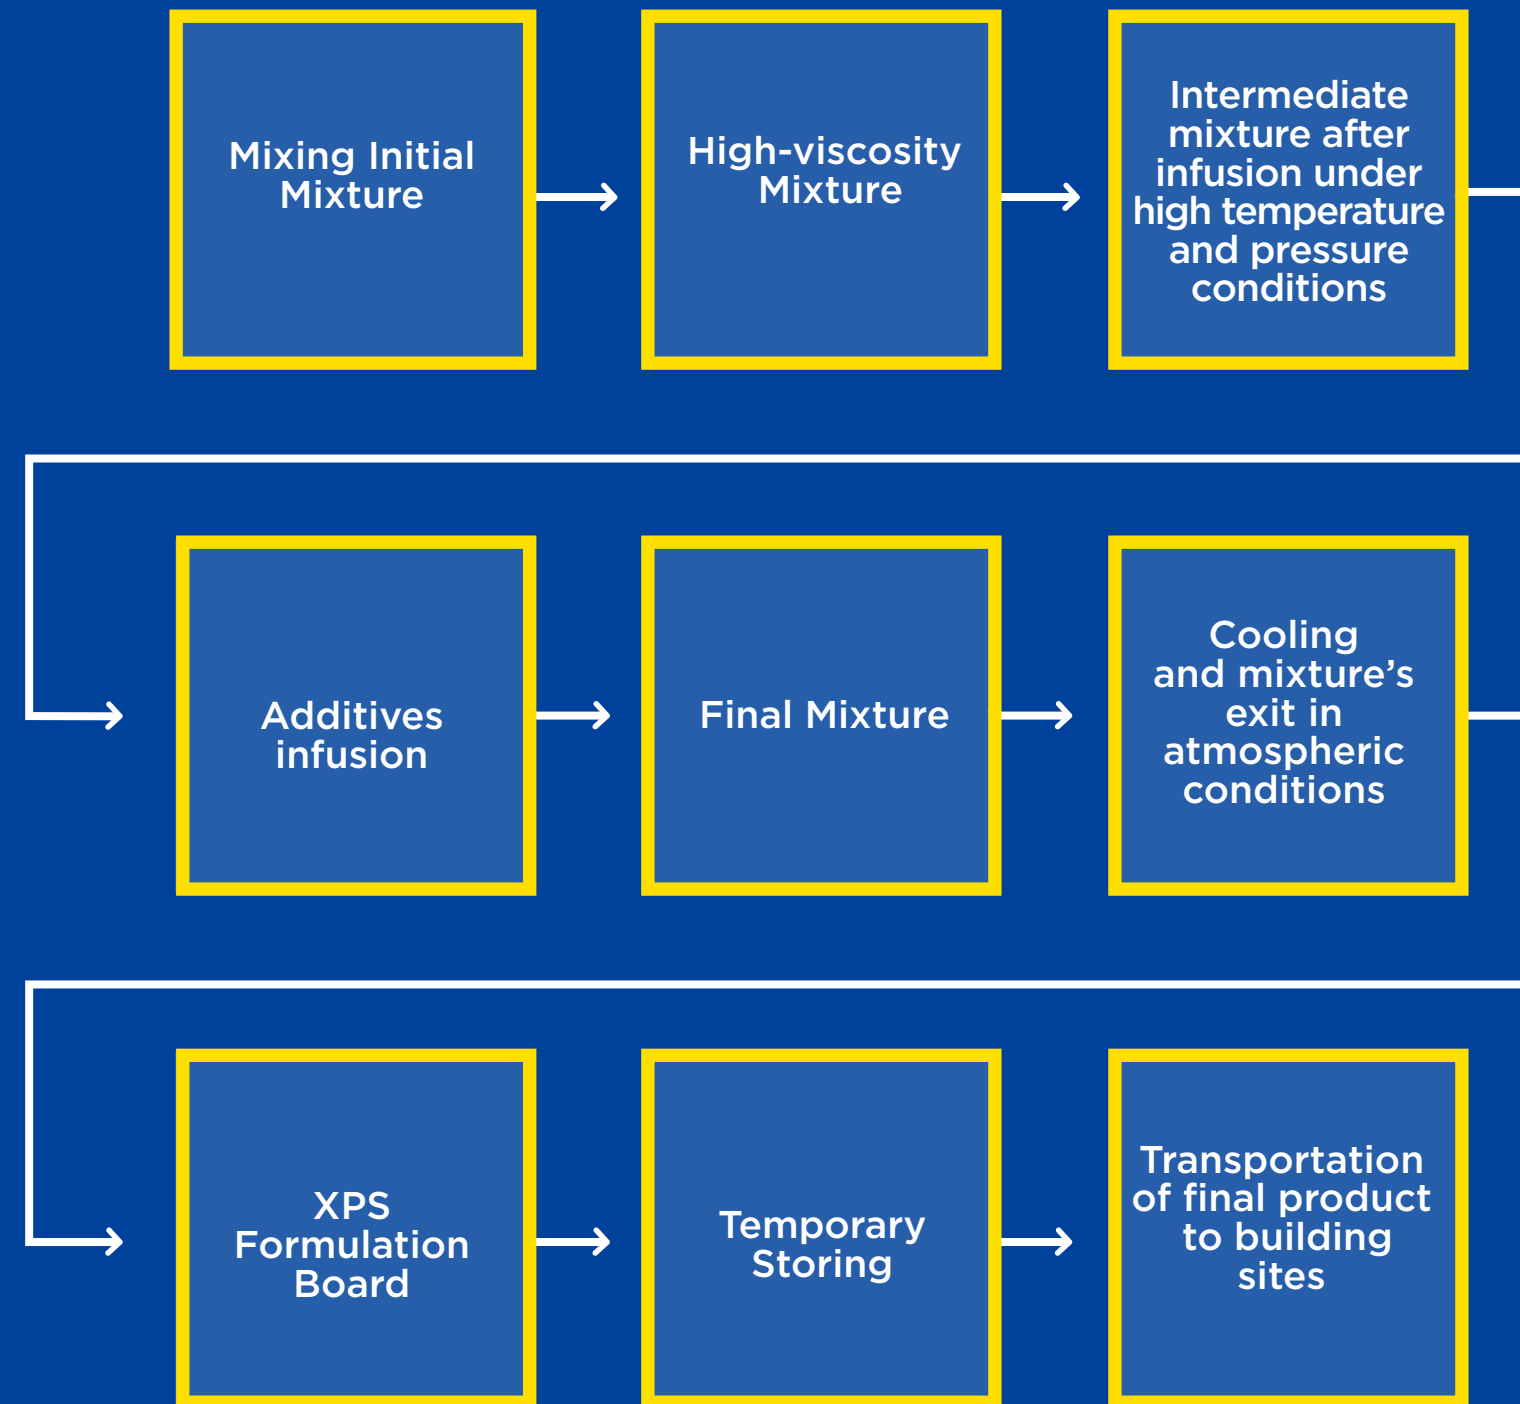 Mixing Initial
Mixture
High-viscosity
Mixture
Intermediate
mixture after
infusion under
high temperature
and pressure
conditions
Additives
infusion
Final Mixture
Cooling
and mixture’s
exit in
atmospheric
conditions
XPS
Formulation
Board
Temporary
Storing
Transportation
of final product
to building
sites